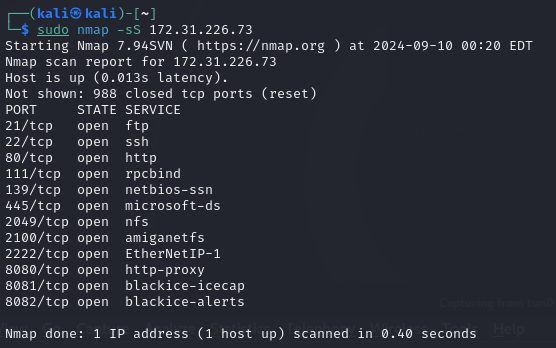 ┌──(kali㉿kali)-[~]
└─$ sudo nmap -sS 172.31.226.73
Starting Nmap 7.94SVN ( https://nmap.org ) at 2024-09-10 00:20 EDT
Nmap scan report for 172.31.226.73
Host is up (0.013s latency).
Not shown: 988 closed tcp ports (reset)
PORT     STATE SERVICE
21/tcp   open  ftp
22/tcp   open  ssh
80/tcp   open  http
111/tcp  open  rpcbind
139/tcp  open  netbios-ssn
445/tcp  open  microsoft-ds
2049/tcp open  nfs
2100/tcp open  amiganetfs
2222/tcp open  EtherNetIP-1
8080/tcp open  http-proxy
8081/tcp open  blackice-icecap
8082/tcp open  blackice-alerts
Nmap done: 1 IP address (1 host up) scanned in 0.40 seconds